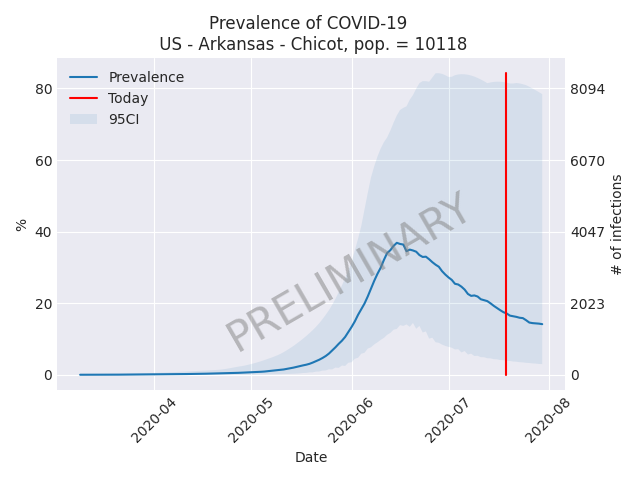 Prevalence of COVID-19
US - Arkansas - Chicot, pop. = 10118
Prevalence
Today
95CI
PRELIMINARY
%
80
60
40
20
0
8094
6070
4047
2023
0
# of infections
2020-04
2020-05
2020-06
2020-07
2020-08
Date